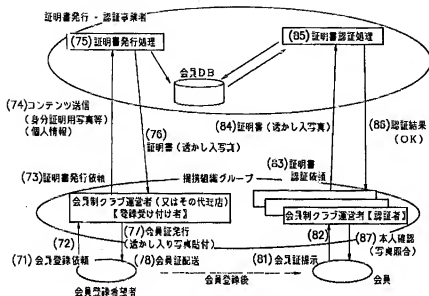 証明書発行・認証事業者
(75)証明書発行処理
(85)証明書認証処理
会員DB
(74)コンテンツ送信
(身分証明用写真等)
(個人情報)
(76)
証明書(透かし入写真)
(84)証明書(透かし入写真)
(86)認証結果
(OK)
(73)証明書発行依頼
提携組織グループ
(83)証明書
認証依頼
会員制クラブ運営者(又はその代理店)
【登録受け付け者】
会員制クラブ運営者【認証者】
(72)
(77)会員証発行
(透かし入り写真貼付)
(82)
(87)本人確認
(写真照合)
(71)会員登録依頼
(78)会員証配送
(81)会員証提示
会員登録希望者
会員登録後
会員